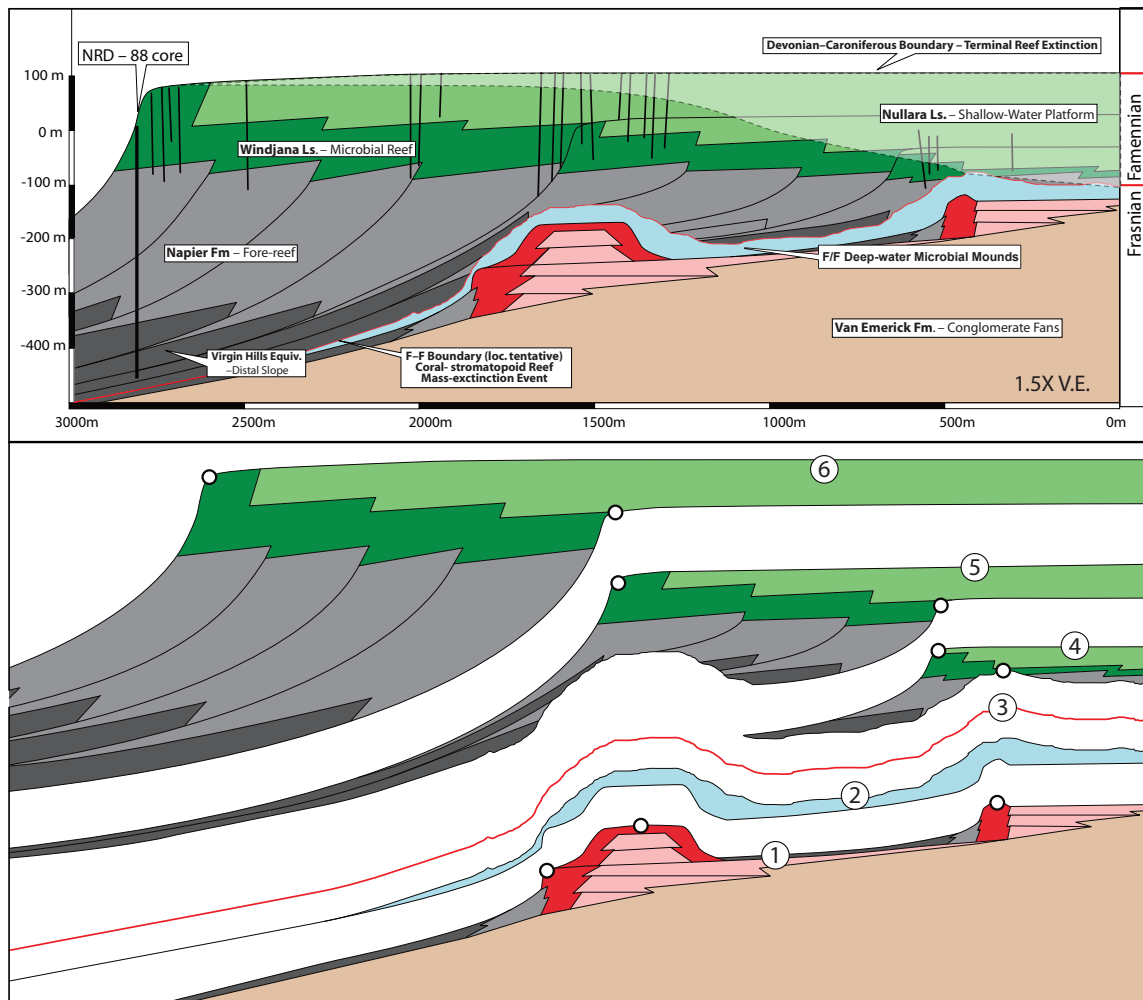 Devonian–Caroniferous Boundary – Terminal Reef Extinction
NRD – 88 core
100 m
0 m
-100 m
-200 m
-300 m
-400 m
Nullara Ls. – Shallow-Water Platform
Windjana Ls. – Microbial Reef
Napier Fm – Fore-reef
F/F Deep-water Microbial Mounds
Van Emerick Fm. – Conglomerate Fans
Virgin Hills Equiv.
–Distal Slope
F–F Boundary (loc. tentative)
Coral- stromatopoid Reef
Mass-exctinction Event
1.5X V.E.
Famennian
Frasnian
3000m
2500m
2000m
1500m
1000m
500m
0m
6
5
4
3
2
1